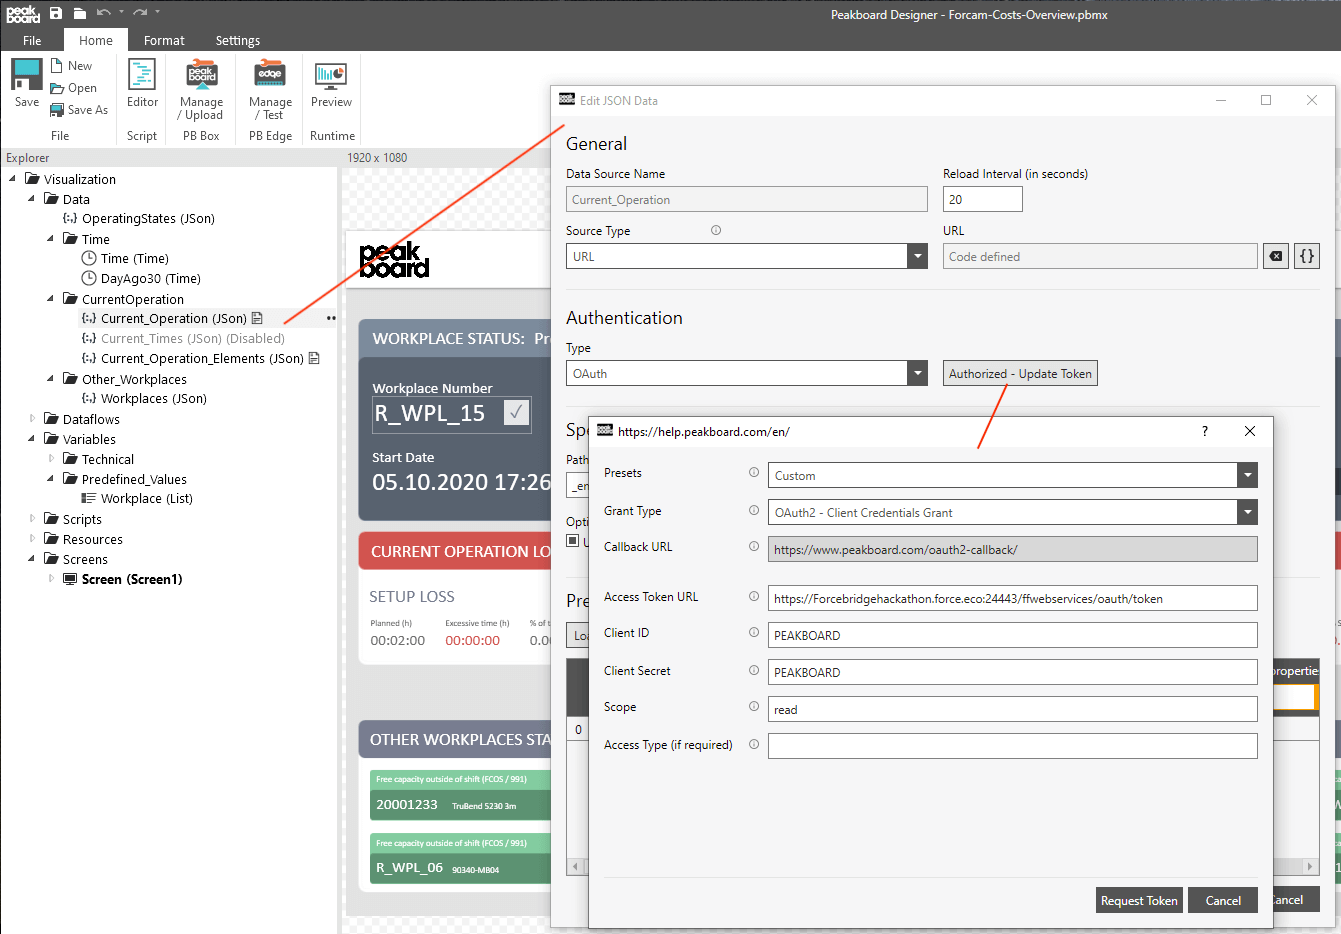 peak board
Peakboard Designer - Forcam-Costs-Overview.pbmx
File Home Format Settings
Save
New
Open
Save As
File
Editor
Script
peak board
Manage / Upload
PB Box
edge
Manage / Test
PB Edge
Preview
Runtime
Explorer
1920 x 1080
Visualization
Data
OperatingStates (JSon)
Time
Time (Time)
DayAgo30 (Time)
CurrentOperation
Current_Operation (JSon)
Current_Times (JSon) (Disabled)
Current_Operation_Elements (JSon)
Other_Workplaces
Workplaces (JSon)
Dataflows
Variables
Technical
Predefined_Values
Workplace (List)
Scripts
Resources
Screens
Screen (Screen1)
peak
board
WORKPLACE STATUS: Pr
Workplace Number
R_WPL_15
Start Date
05.10.2020 17:26
CURRENT OPERATION LO
SETUP LOSS
Planned (h) Excessive time (h) % of t
00:02:00 00:00:00 0.0
OTHER WORKPLACES STA
Free capacity outside of shift (FCOS / 991)
20001233 TruBend 5230 3m
Free capacity outside of shift (FCOS / 991)
R_WPL_06 90340-MB04
Edit JSON Data
General
Data Source Name
Reload Interval (in seconds)
Current_Operation
20
Source Type
URL
URL
Code defined
{}
Authentication
Type
OAuth
Authorized - Update Token
Spe
Path
_en
Opti
U
Pre
Loa
propertie
0
Cancel
https://help.peakboard.com/en/
?
Presets
Custom
Grant Type
OAuth2 - Client Credentials Grant
Callback URL
https://www.peakboard.com/oauth2-callback/
Access Token URL
https://Forcebridgehackathon.force.eco:24443/ffwebservices/oauth/token
Client ID
PEAKBOARD
Client Secret
PEAKBOARD
Scope
read
Access Type (if required)
Request Token
Cancel